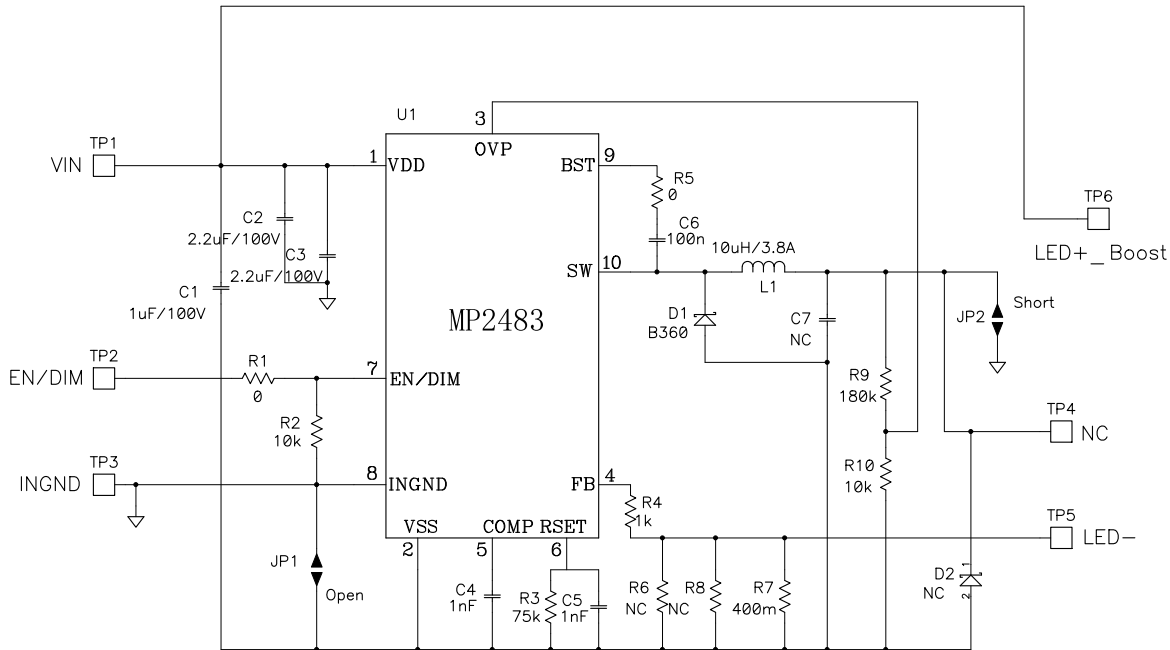 U1
3
OVP
TP1
VIN
1
VDD
BST
9
R5
0
C6
100n
TP6
LED+_Boost
C2
2.2uF/100V
C3
2.2uF/100V
C1
1uF/100V
SW
10
10uH/3.8A
L1
MP2483
D1
B360
C7
NC
Short
JP2
TP2
EN/DIM
R1
0
7
EN/DIM
R9
180k
R2
10k
TP4
NC
R10
10k
TP3
INGND
8
INGND
FB
4
R4
1k
TP5
LED-
VSS
COMP
RSET
2
5
6
JP1
Open
C4
1nF
R3
75k
C5
1nF
R6
NC
R8
NC
R7
400m
D2
NC
1
2